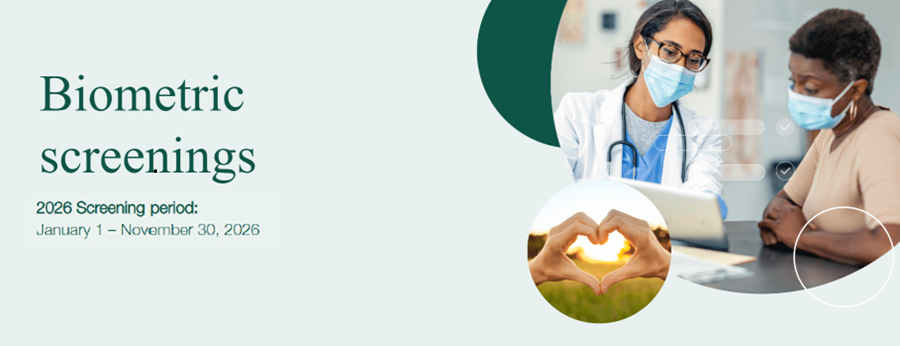 Biometric
screenings
2026 Screening period:
January 1 – November 30, 2026